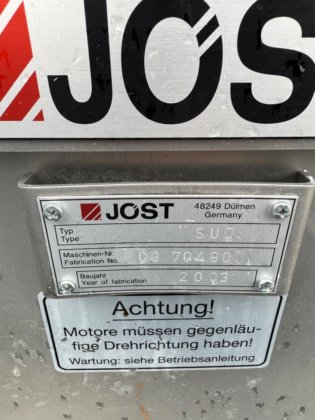 JÖS
JÖST
48249 Dülmen
Germany
Typ
Type
SUD
Maschinen-Nr.
Fabrication No.
03 70490
Baujahr
Year of fabrication
2003
Achtung!
Motore müssen gegenläu-
fige Drehrichtung haben!
Wartung: siehe Betriebsanleitung.